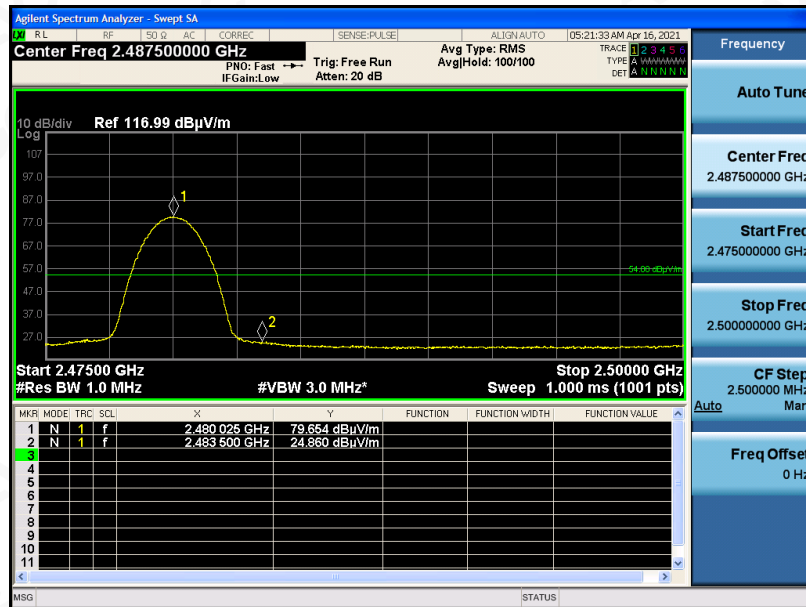 Agilent Spectrum Analyzer - Swept SA
LXI RL RF 50 Ω AC CORREC SENSE:PULSE ALIGN AUTO 05:21:33 AM Apr 16, 2021
Center Freq 2.487500000 GHz
PNO: Fast
IFGain:Low
Trig: Free Run
Atten: 20 dB
Avg Type: RMS
Avg|Hold: 100/100
TRACE 1 2 3 4 5 6
TYPE A WWWWW
DET A N N N N N
10 dB/div Ref 116.99 dBµV/m
Log
107
97.0
87.0
77.0
67.0
57.0
47.0
37.0
27.0
1
2
54.00 dBµV/m
Start 2.47500 GHz Stop 2.50000 GHz
#Res BW 1.0 MHz #VBW 3.0 MHz* Sweep 1.000 ms (1001 pts)
MKR MODE TRC SCL X Y FUNCTION FUNCTION WIDTH FUNCTION VALUE
1 N 1 f 2.480 025 GHz 79.654 dBµV/m
2 N 1 f 2.483 500 GHz 24.860 dBµV/m
3
4
5
6
7
8
9
10
11
MSG STATUS
Frequency
Auto Tune
Center Freq
2.487500000 GHz
Start Freq
2.475000000 GHz
Stop Freq
2.500000000 GHz
CF Step
2.500000 MHz
Auto Man
Freq Offset
0 Hz